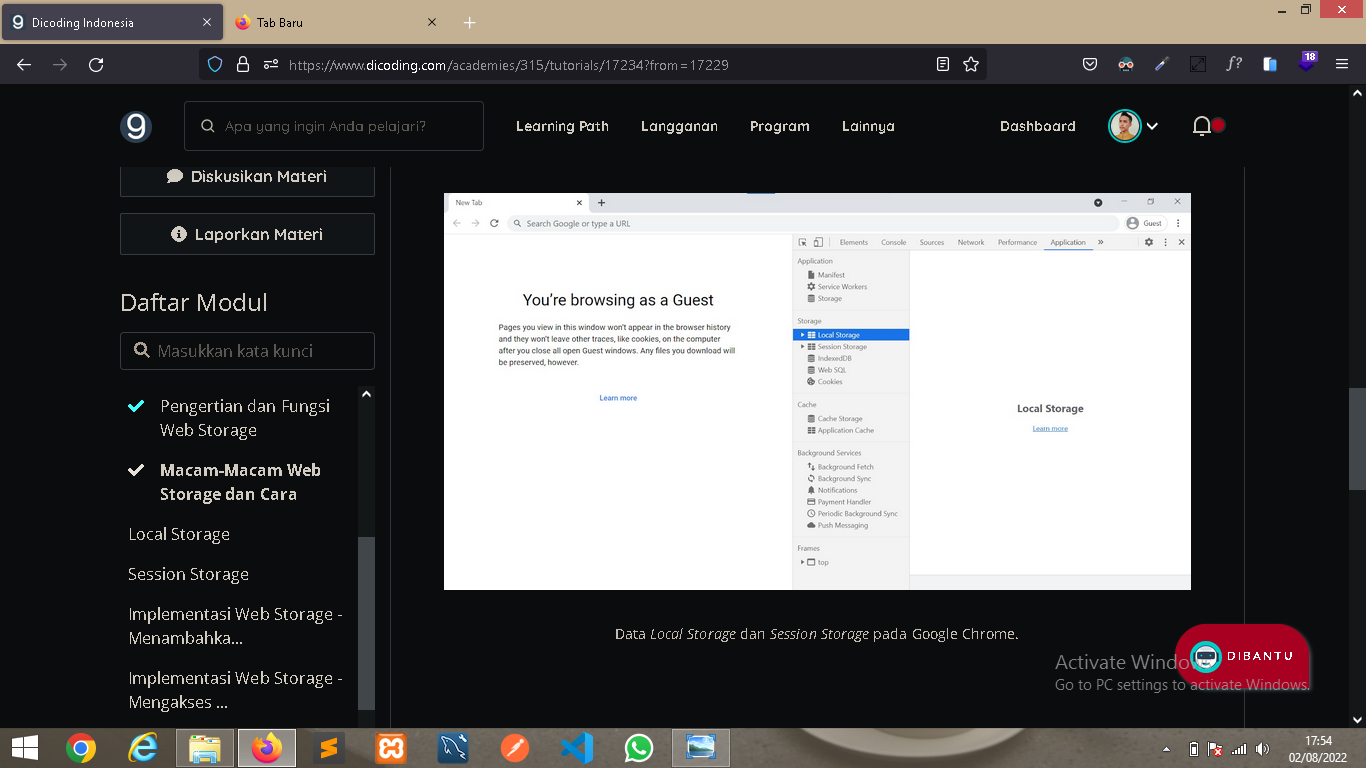 Dicoding Indonesia
Tab Baru
https://www.dicoding.com/academies/315/tutorials/17234?from=17229
18
Apa yang ingin Anda pelajari?
Learning Path
Langganan
Program
Lainnya
Dashboard
Diskusikan Materi
Laporkan Materi
Daftar Modul
Masukkan kata kunci
Pengertian dan Fungsi
Web Storage
Macam-Macam Web
Storage dan Cara
Local Storage
Session Storage
Implementasi Web Storage -
Menambahka...
Implementasi Web Storage -
Mengakses ...
New Tab
Search Google or type a URL
Guest
You're browsing as a Guest
Pages you view in this window won't appear in the browser history
and they won't leave other traces, like cookies, on the computer
after you close all open Guest windows. Any files you download will
be preserved, however.
Learn more
Elements
Console
Sources
Network
Performance
Application
Application
Manifest
Service Workers
Storage
Storage
Local Storage
Session Storage
IndexedDB
Web SQL
Cookies
Cache
Cache Storage
Application Cache
Background Services
Background Fetch
Background Sync
Notifications
Payment Handler
Periodic Background Sync
Push Messaging
Frames
top
Local Storage
Learn more
Data Local Storage dan Session Storage pada Google Chrome.
DIBANTU
Activate Windo
Go to PC settings to activate Windows.
17:54
02/08/2022